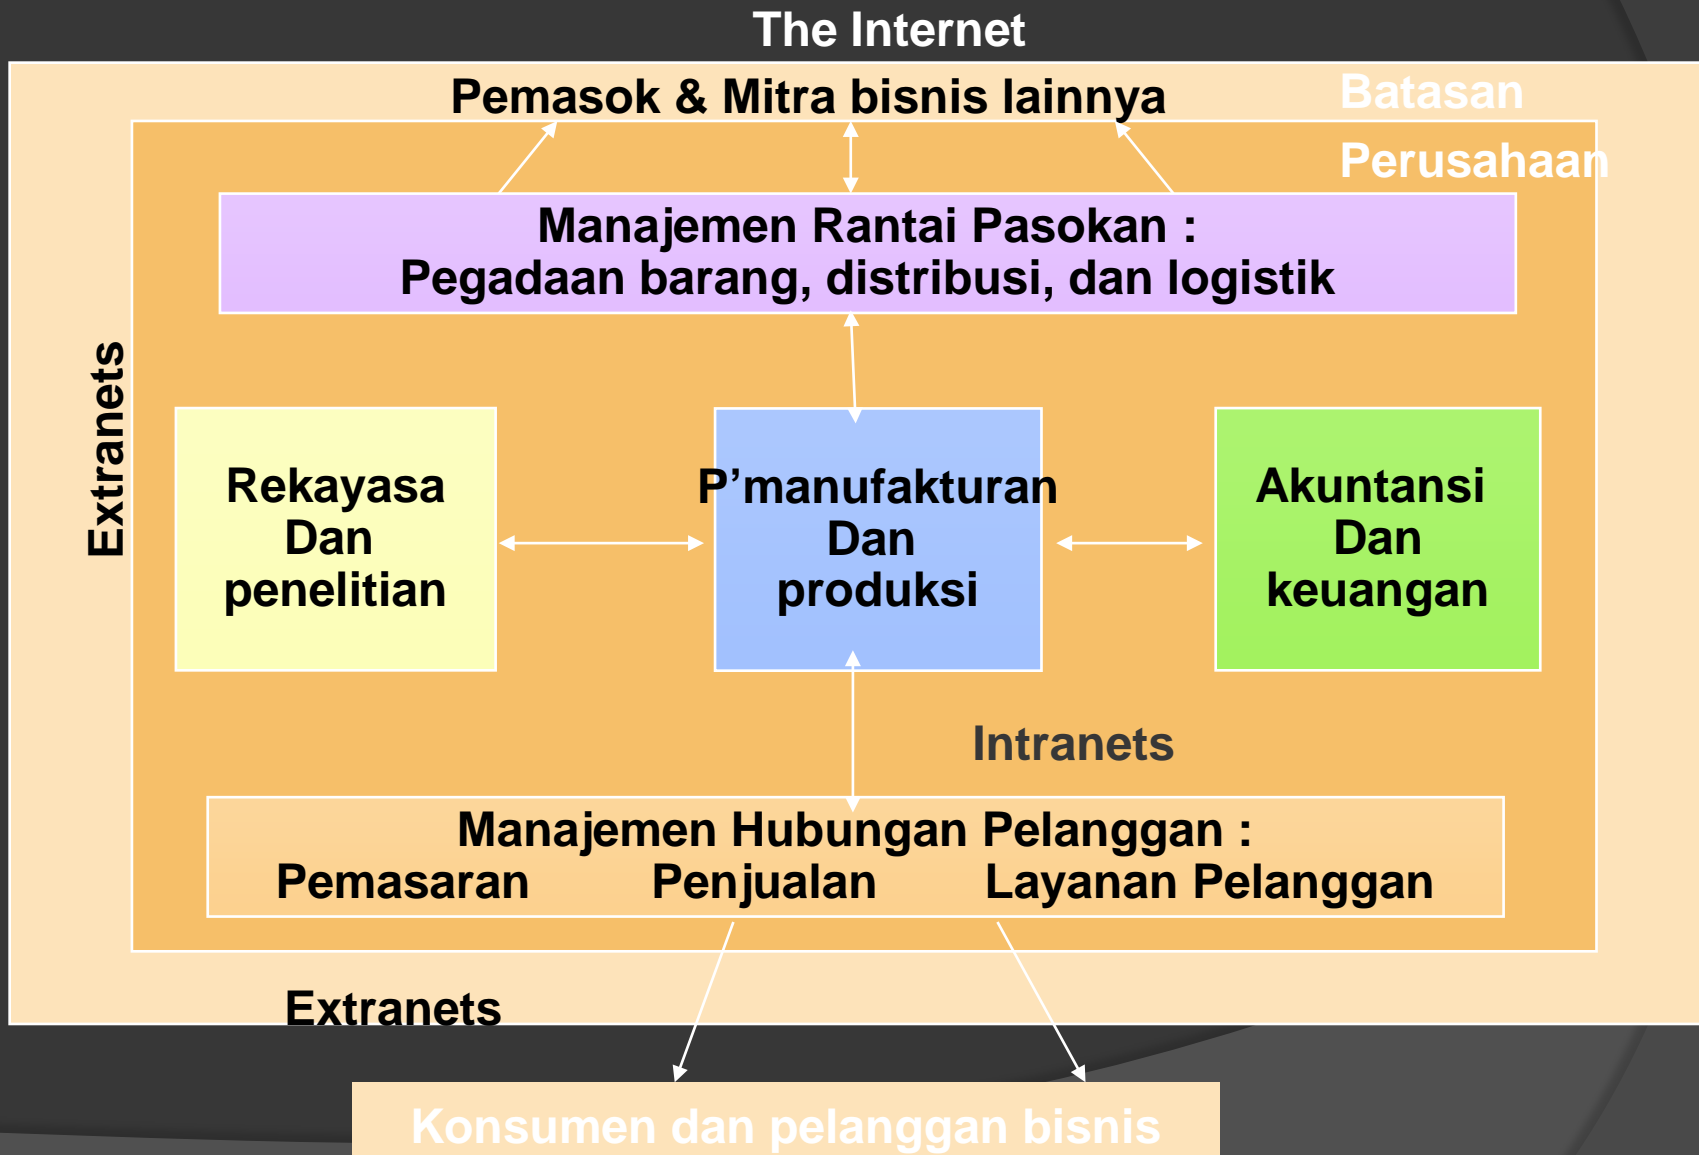 The Internet
Pemasok & Mitra bisnis lainnya
Batasan
Perusahaan
Manajemen Rantai Pasokan :
Pegadaan barang, distribusi, dan logistik
Extranets
Rekayasa
Dan
penelitian
P’manufakturan
Dan
produksi
Akuntansi
Dan
keuangan
Intranets
Manajemen Hubungan Pelanggan :
Pemasaran Penjualan Layanan Pelanggan
Extranets
Konsumen dan pelanggan bisnis